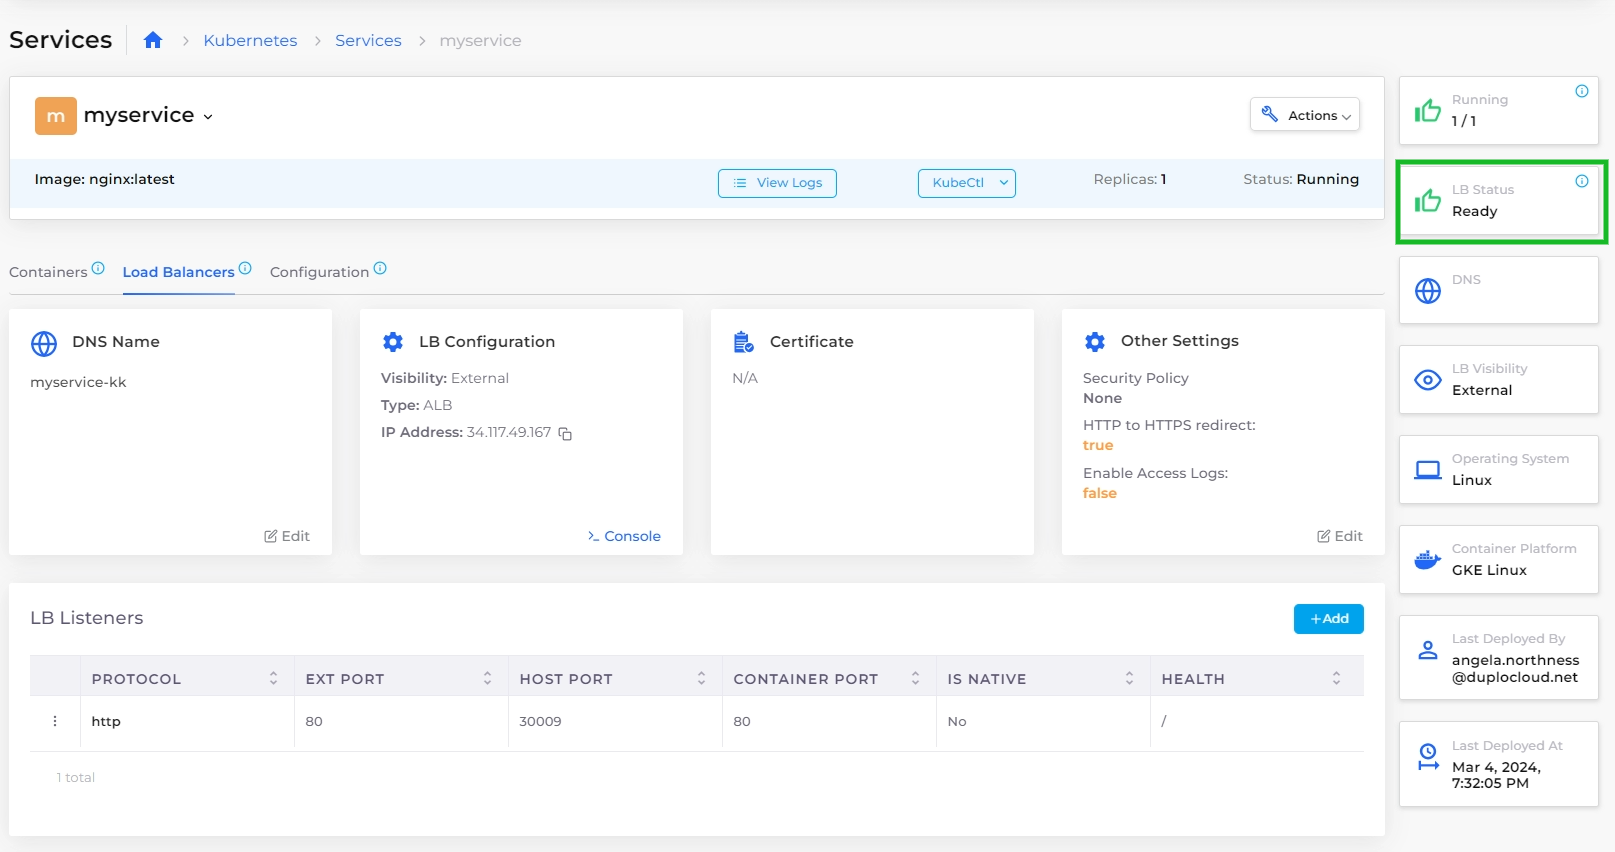 Services
Kubernetes
Services
myservice
m
myservice
Actions
Image: nginx:latest
View Logs
KubeCtl
Replicas: 1
Status: Running
Containers
Load Balancers
Configuration
DNS Name
myservice-kk
Edit
LB Configuration
Visibility: External
Type: ALB
IP Address: 34.117.49.167
Console
Certificate
N/A
Other Settings
Security Policy
None
HTTP to HTTPS redirect:
true
Enable Access Logs:
false
Edit
LB Listeners
+Add
PROTOCOL EXT PORT HOST PORT CONTAINER PORT IS NATIVE HEALTH
http 80 30009 80 No /
1 total
Running
1 / 1
LB Status
Ready
DNS
LB Visibility
External
Operating System
Linux
Container Platform
GKE Linux
Last Deployed By
angela.northness
@duplocloud.net
Last Deployed At
Mar 4, 2024,
7:32:05 PM